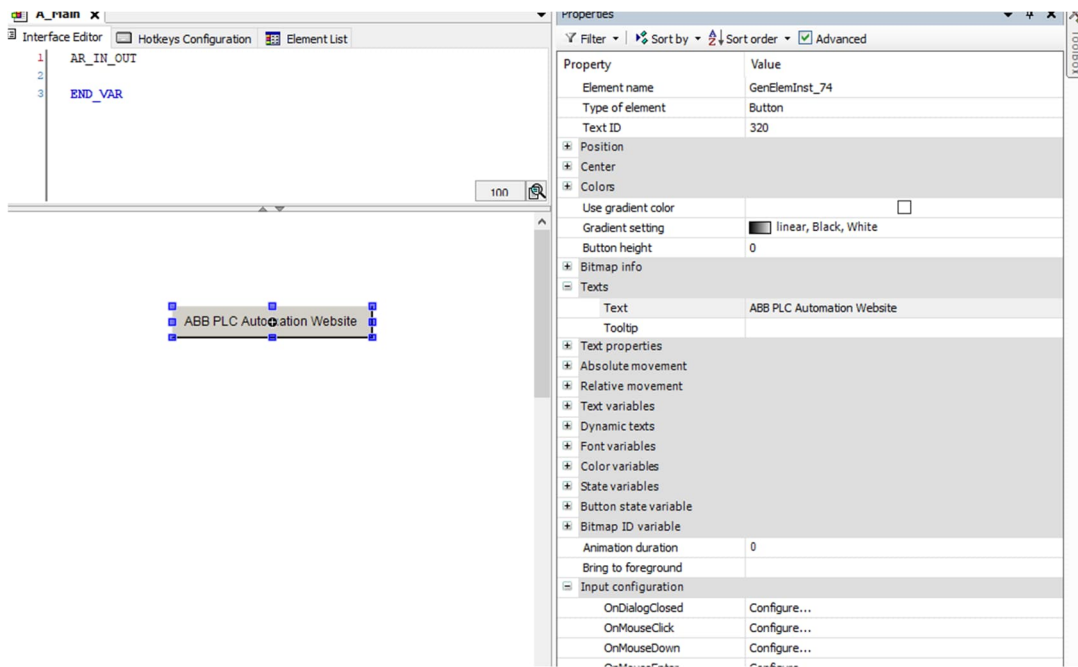 A_Main X
Interface Editor Hotkeys Configuration Element List
1 AR_IN_OUT
2
3 END_VAR
100
ABB PLC Automation Website
Properties
Filter Sort by Sort order Advanced
Toolbox
Property Value
Element name GenElemInst_74
Type of element Button
Text ID 320
Position
Center
Colors
Use gradient color
Gradient setting linear, Black, White
Button height 0
Bitmap info
Texts
Text ABB PLC Automation Website
Tooltip
Text properties
Absolute movement
Relative movement
Text variables
Dynamic texts
Font variables
Color variables
State variables
Button state variable
Bitmap ID variable
Animation duration 0
Bring to foreground
Input configuration
OnDialogClosed Configure...
OnMouseClick Configure...
OnMouseDown Configure...
OnMouseEnter Configure...